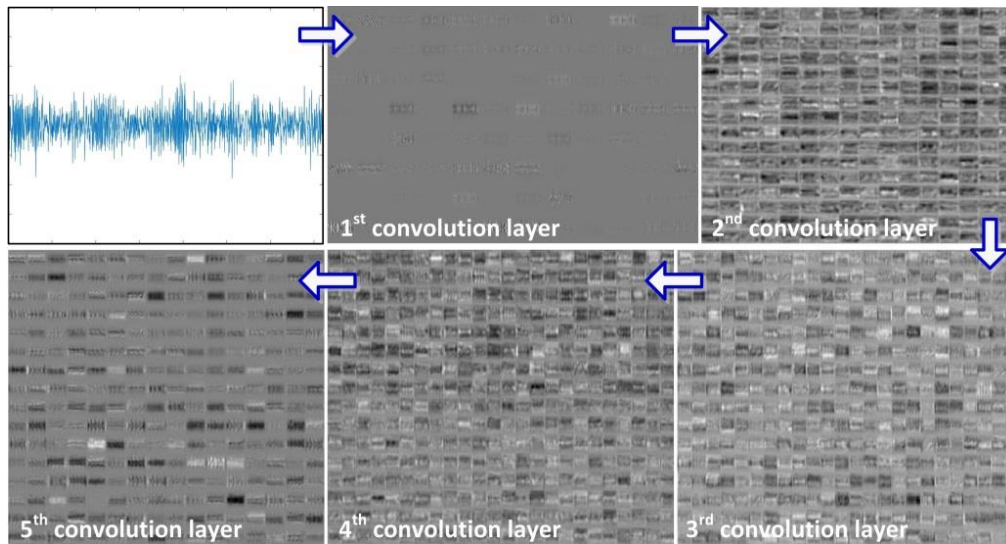 1st convolution layer
2nd convolution layer
5th convolution layer
4th convolution layer
3rd convolution layer